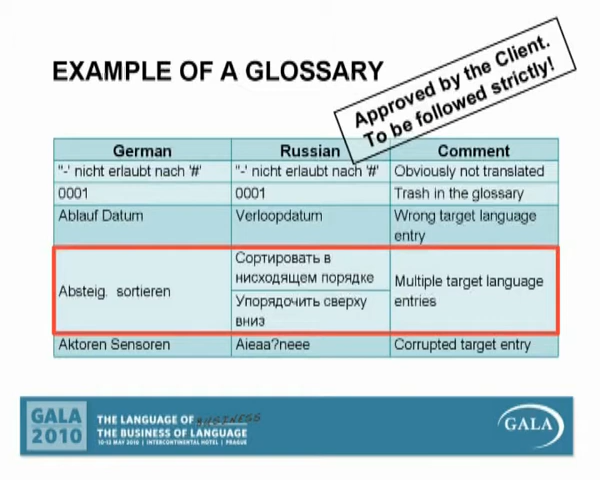 EXAMPLE OF A GLOSSARY
Approved by the Client.
To be followed strictly!
German Russian Comment
"-' nicht erlaubt nach '#' "-' nicht erlaubt nach '#' Obviously not translated
0001 0001 Trash in the glossary
Ablauf Datum Verloopdatum Wrong target language
entry
Absteig. sortieren
Сортировать в
нисходящем порядке
Упорядочить сверху
вниз
Multiple target language
entries
Aktoren Sensoren Aieaa?neee Corrupted target entry
GALA
2010
THE LANGUAGE OF BUSINESS
THE BUSINESS OF LANGUAGE
10-12 MAY 2010 | INTERCONTINENTAL HOTEL | PRAGUE
GALA